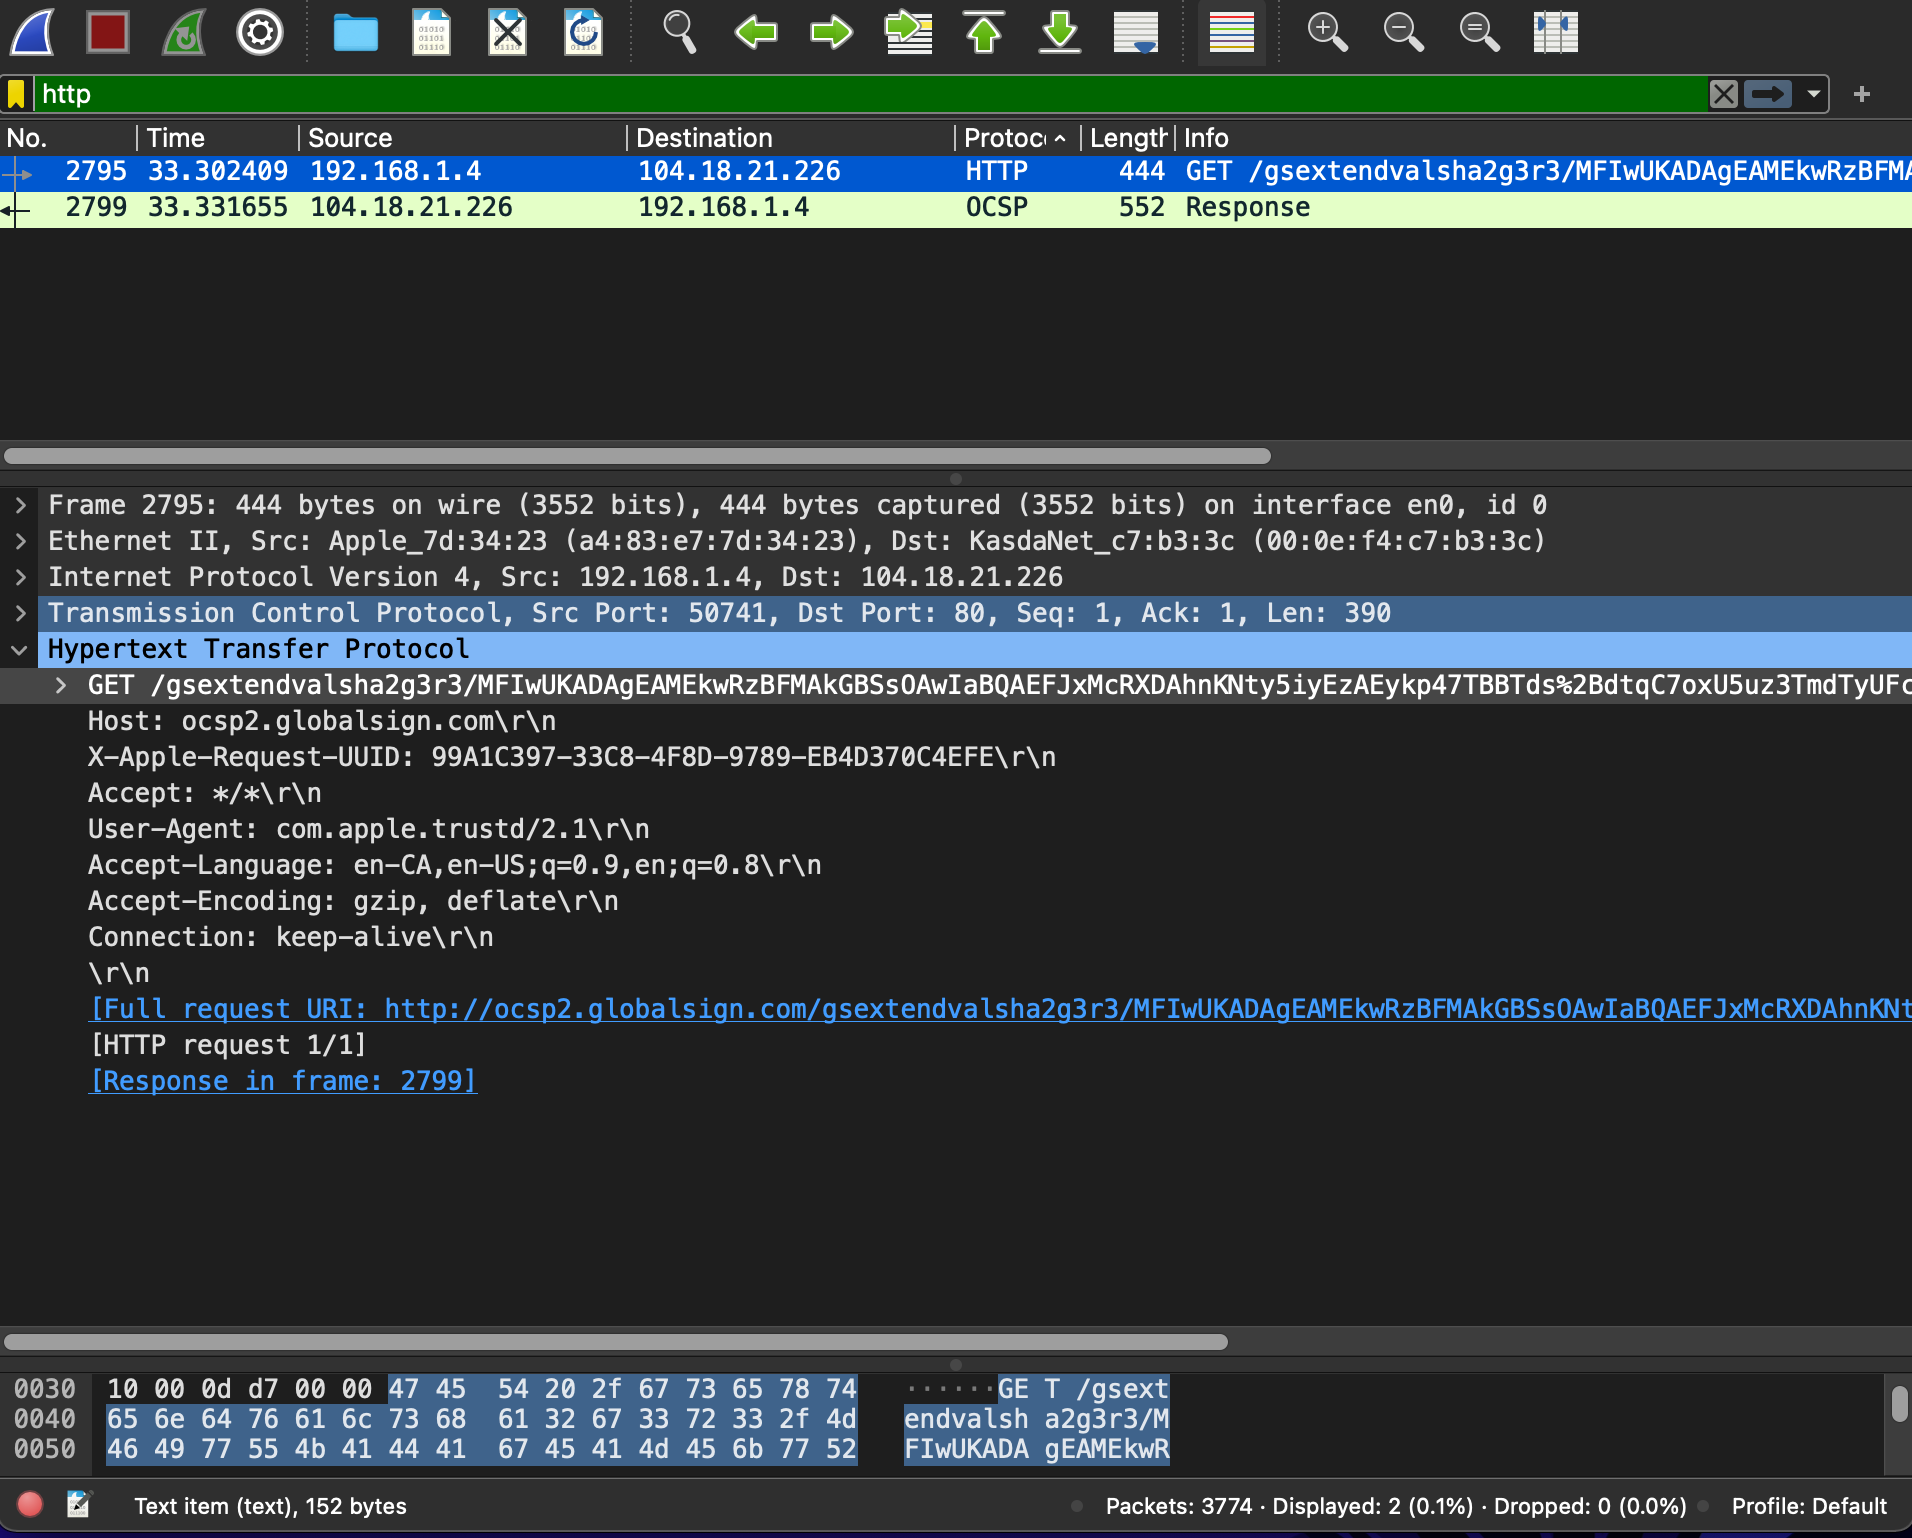 http
No. Time Source Destination Protoc Length Info
2795 33.302409 192.168.1.4 104.18.21.226 HTTP 444 GET /gsextendvalsha2g3r3/MFIwUKADAgEAMEkwRzBFMA
2799 33.331655 104.18.21.226 192.168.1.4 OCSP 552 Response
Frame 2795: 444 bytes on wire (3552 bits), 444 bytes captured (3552 bits) on interface en0, id 0
Ethernet II, Src: Apple_7d:34:23 (a4:83:e7:7d:34:23), Dst: KasdaNet_c7:b3:3c (00:0e:f4:c7:b3:3c)
Internet Protocol Version 4, Src: 192.168.1.4, Dst: 104.18.21.226
Transmission Control Protocol, Src Port: 50741, Dst Port: 80, Seq: 1, Ack: 1, Len: 390
Hypertext Transfer Protocol
GET /gsextendvalsha2g3r3/MFIwUKADAgEAMEkwRzBFMAkGBSsOAwIaBQAEFJxMcRXDAhnKNty5iyEzAEykp47TBBTds%2BdtqC7oxU5uz3TmdTyUFc
Host: ocsp2.globalsign.com\r\n
X-Apple-Request-UUID: 99A1C397-33C8-4F8D-9789-EB4D370C4EFE\r\n
Accept: */*\r\n
User-Agent: com.apple.trustd/2.1\r\n
Accept-Language: en-CA,en-US;q=0.9,en;q=0.8\r\n
Accept-Encoding: gzip, deflate\r\n
Connection: keep-alive\r\n
\r\n
[Full request URI: http://ocsp2.globalsign.com/gsextendvalsha2g3r3/MFIwUKADAgEAMEkwRzBFMAkGBSsOAwIaBQAEFJxMcRXDAhnKNt
[HTTP request 1/1]
[Response in frame: 2799]
0030 10 00 0d d7 00 00 47 45 54 20 2f 67 73 65 78 74 ······GE T /gsext
0040 65 6e 64 76 61 6c 73 68 61 32 67 33 72 33 2f 4d endvalsh a2g3r3/M
0050 46 49 77 55 4b 41 44 41 67 45 41 4d 45 6b 77 52 FIwUKADA gEAMEkwR
Text item (text), 152 bytes Packets: 3774 · Displayed: 2 (0.1%) · Dropped: 0 (0.0%) Profile: Default